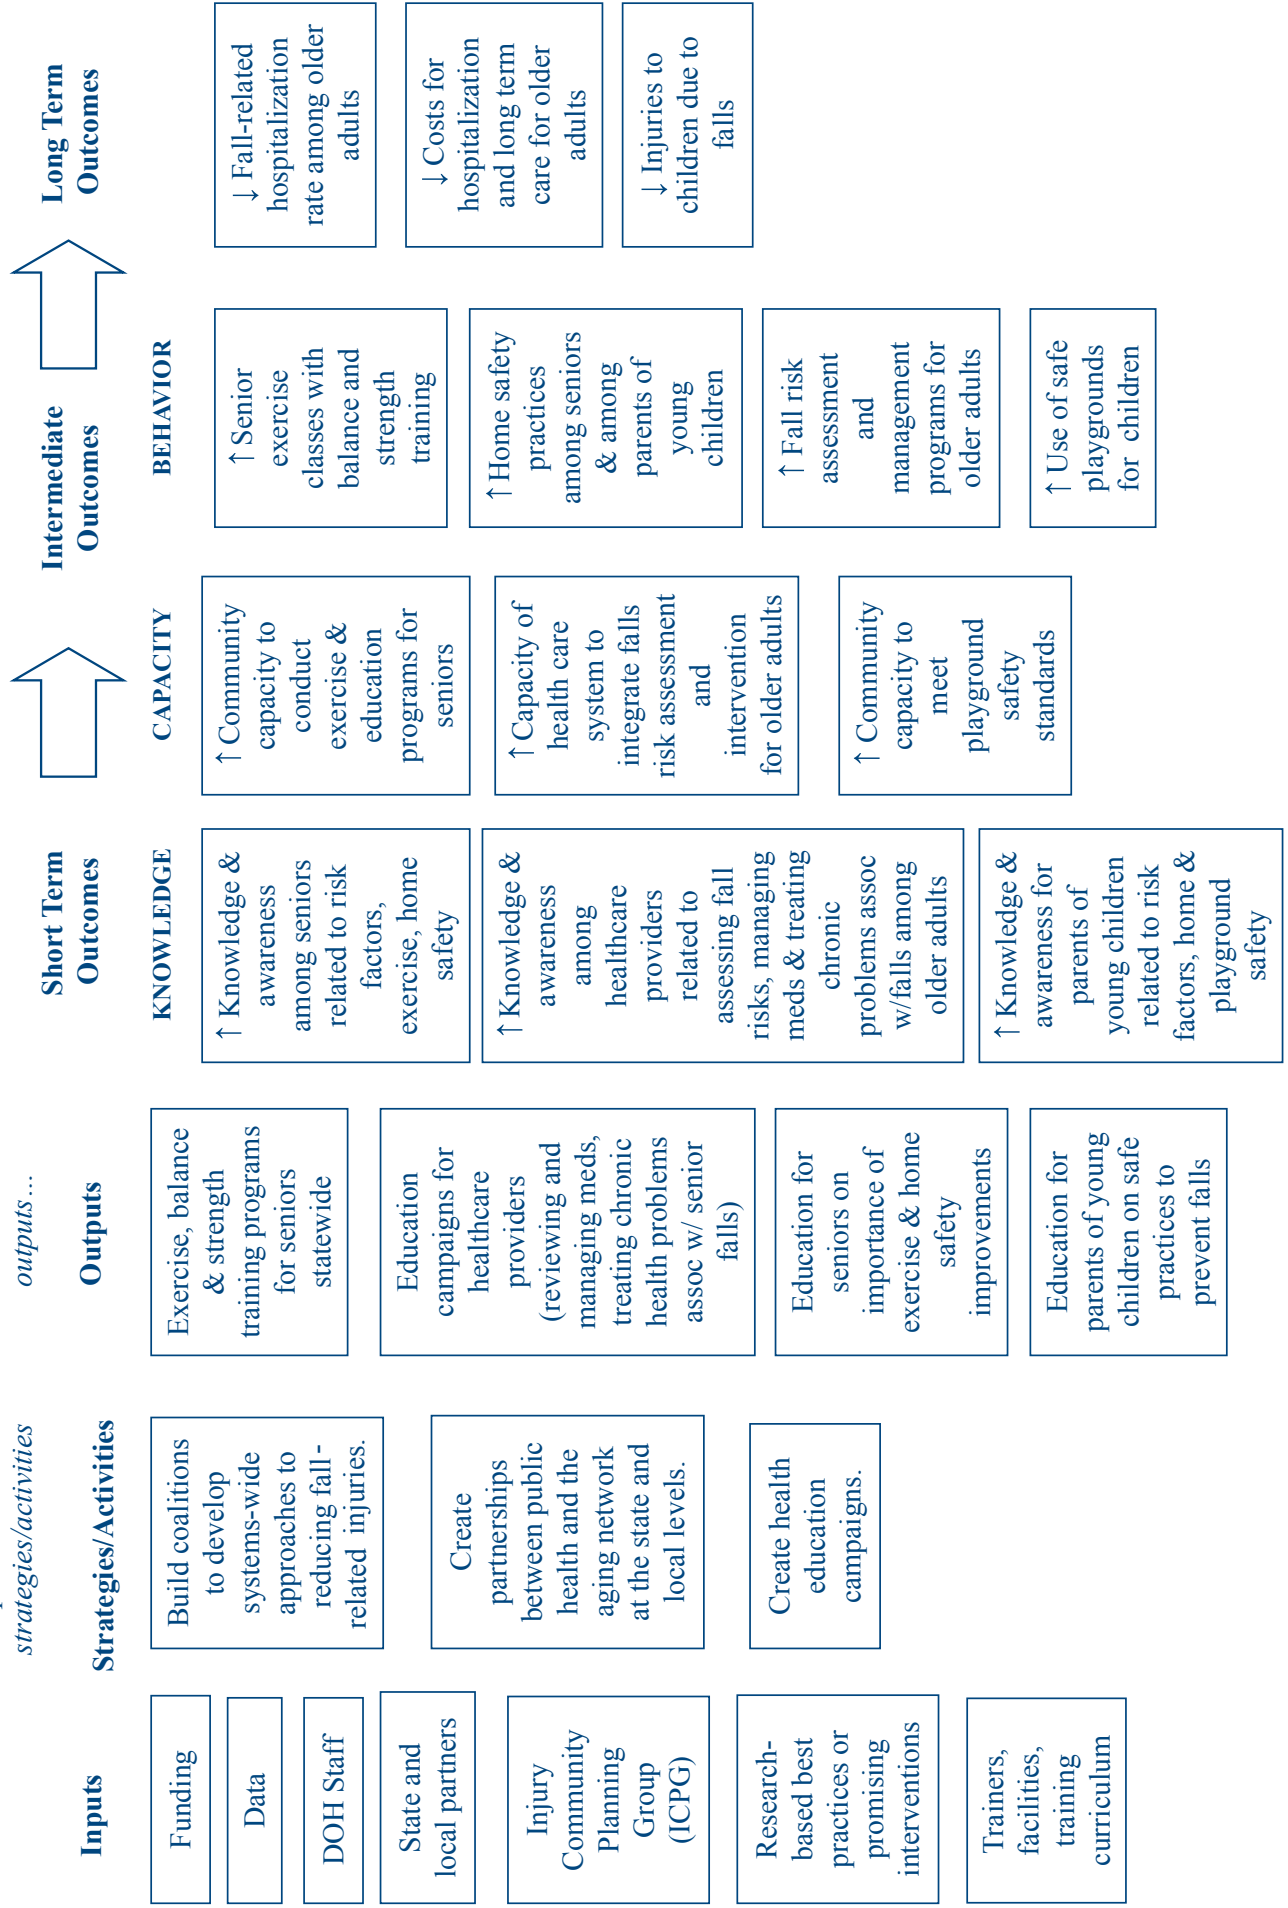 strategies/activities
outputs…
Inputs
Strategies/Activities
Outputs
Short Term
Outcomes
Intermediate
Outcomes
Long Term
Outcomes
KNOWLEDGE
CAPACITY
BEHAVIOR
Funding
Data
DOH Staff
State and
local partners
Injury
Community
Planning
Group
(ICPG)
Research-
based best
practices or
promising
interventions
Trainers,
facilities,
training
curriculum
Build coalitions
to develop
systems-wide
approaches to
reducing fall-
related injuries.
Create
partnerships
between public
health and the
aging network
at the state and
local levels.
Create health
education
campaigns.
Exercise, balance
& strength
training programs
for seniors
statewide
Education
campaigns for
healthcare
providers
(reviewing and
managing meds,
treating chronic
health problems
assoc w/ senior
falls)
Education for
seniors on
importance of
exercise & home
safety
improvements
Education for
parents of young
children on safe
practices to
prevent falls
↑ Knowledge &
awareness
among seniors
related to risk
factors,
exercise, home
safety
↑ Knowledge &
awareness
among
healthcare
providers
related to
assessing fall
risks, managing
meds & treating
chronic
problems assoc
w/falls among
older adults
↑ Knowledge &
awareness for
parents of
young children
related to risk
factors, home &
playground
safety
↑ Community
capacity to
conduct
exercise &
education
programs for
seniors
↑ Capacity of
health care
system to
integrate falls
risk assessment
and
intervention
for older adults
↑ Community
capacity to
meet
playground
safety
standards
↑ Senior
exercise
classes with
balance and
strength
training
↑ Home safety
practices
among seniors
& among
parents of
young
children
↑ Fall risk
assessment
and
management
programs for
older adults
↑ Use of safe
playgrounds
for children
↓ Fall-related
hospitalization
rate among older
adults
↓ Costs for
hospitalization
and long term
care for older
adults
↓ Injuries to
children due to
falls